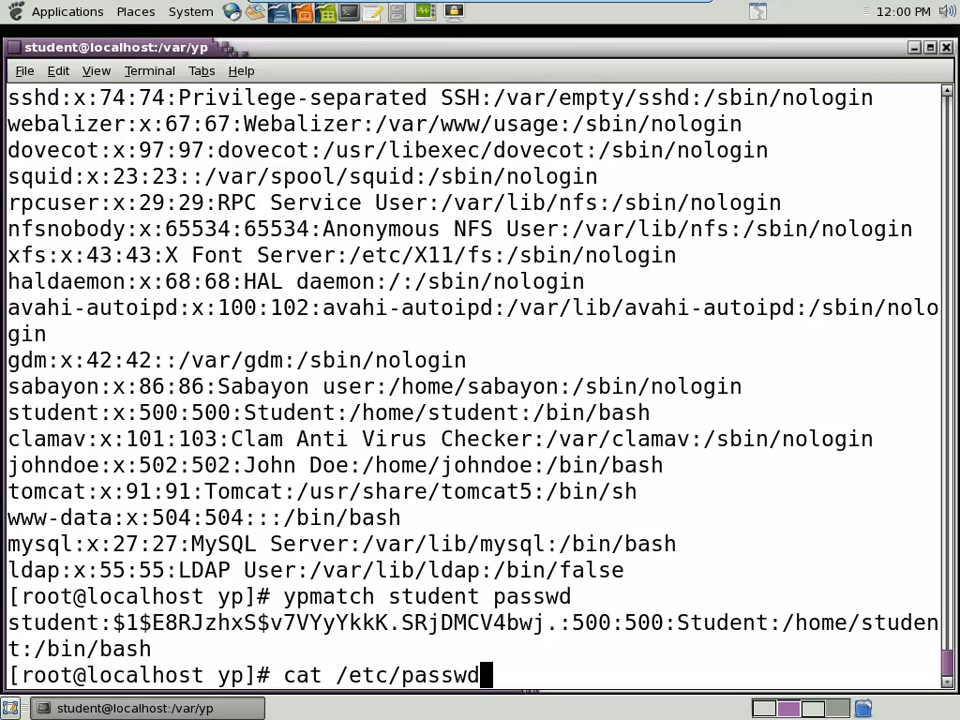 Applications Places System 12:00 PM
student@localhost:/var/yp
File Edit View Terminal Tabs Help
sshd:x:74:74:Privilege-separated SSH:/var/empty/sshd:/sbin/nologin
webalizer:x:67:67:Webalizer:/var/www/usage:/sbin/nologin
dovecot:x:97:97:dovecot:/usr/libexec/dovecot:/sbin/nologin
squid:x:23:23::/var/spool/squid:/sbin/nologin
rpcuser:x:29:29:RPC Service User:/var/lib/nfs:/sbin/nologin
nfsnobody:x:65534:65534:Anonymous NFS User:/var/lib/nfs:/sbin/nologin
xfs:x:43:43:X Font Server:/etc/X11/fs:/sbin/nologin
haldaemon:x:68:68:HAL daemon:/:/sbin/nologin
avahi-autoipd:x:100:102:avahi-autoipd:/var/lib/avahi-autoipd:/sbin/nolo
gin
gdm:x:42:42::/var/gdm:/sbin/nologin
sabayon:x:86:86:Sabayon user:/home/sabayon:/sbin/nologin
student:x:500:500:Student:/home/student:/bin/bash
clamav:x:101:103:Clam Anti Virus Checker:/var/clamav:/sbin/nologin
johndoe:x:502:502:John Doe:/home/johndoe:/bin/bash
tomcat:x:91:91:Tomcat:/usr/share/tomcat5:/bin/sh
www-data:x:504:504:::/bin/bash
mysql:x:27:27:MySQL Server:/var/lib/mysql:/bin/bash
ldap:x:55:55:LDAP User:/var/lib/ldap:/bin/false
[root@localhost yp]# ypmatch student passwd
student:$1$E8RJzhxS$v7VYyYkkK.SRjDMCV4bwj.:500:500:Student:/home/studen
t:/bin/bash
[root@localhost yp]# cat /etc/passwd
student@localhost:/var/yp